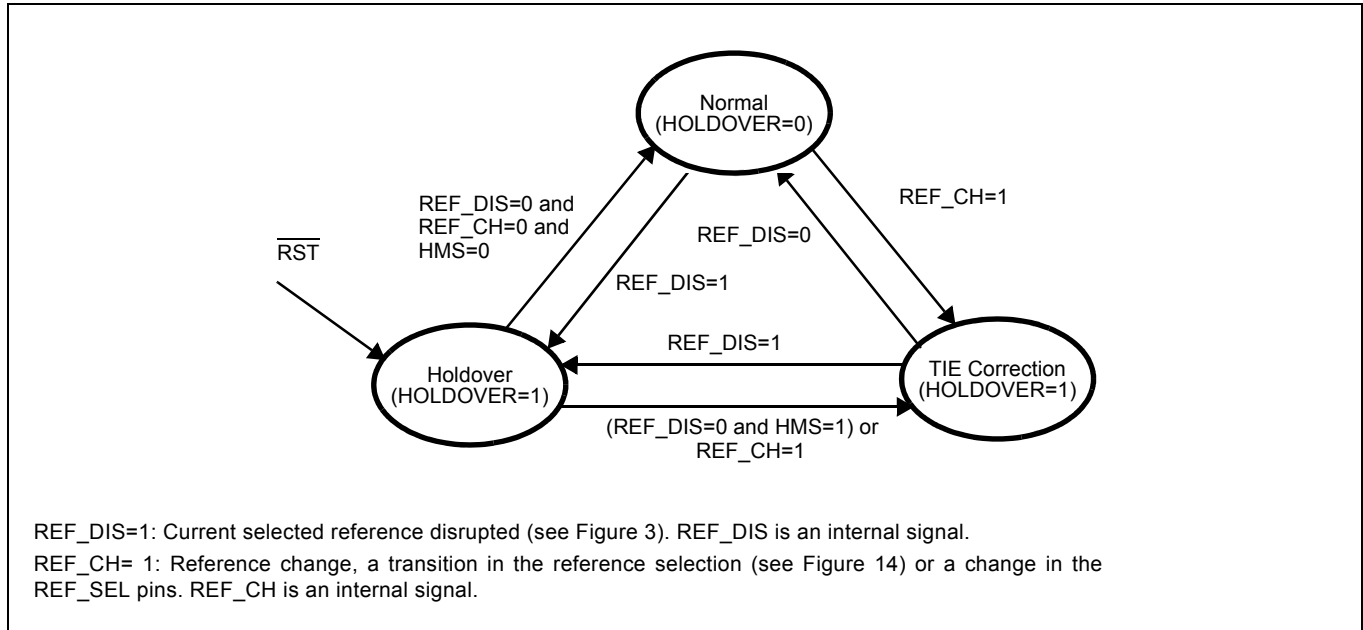 Normal
(HOLDOVER=0)
REF_DIS=0 and
REF_CH=0 and
HMS=0
REF_CH=1
REF_DIS=0
RST
REF_DIS=1
REF_DIS=1
Holdover
(HOLDOVER=1)
TIE Correction
(HOLDOVER=1)
(REF_DIS=0 and HMS=1) or
REF_CH=1
REF_DIS=1: Current selected reference disrupted (see Figure 3). REF_DIS is an internal signal.
REF_CH= 1: Reference change, a transition in the reference selection (see Figure 14) or a change in the
REF_SEL pins. REF_CH is an internal signal.